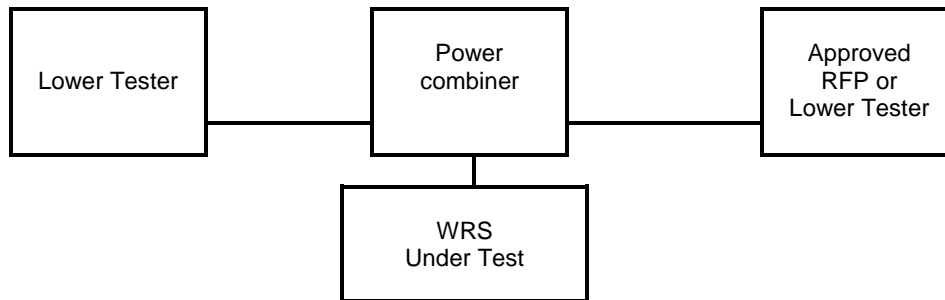 Lower Tester
Power
combiner
Approved
RFP or
Lower Tester
WRS
Under Test